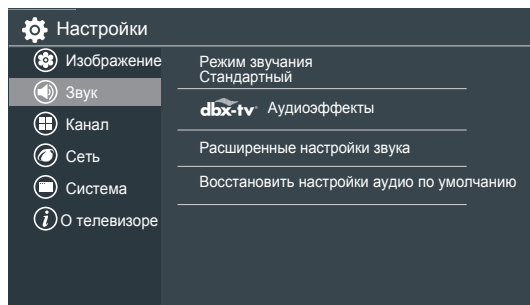 Настройки
Изображение
Звук
Канал
Сеть
Система
О телевизоре
Режим звучания
Стандартный
dbx-tv Аудиоэффекты
Расширенные настройки звука
Восстановить настройки аудио по умолчанию